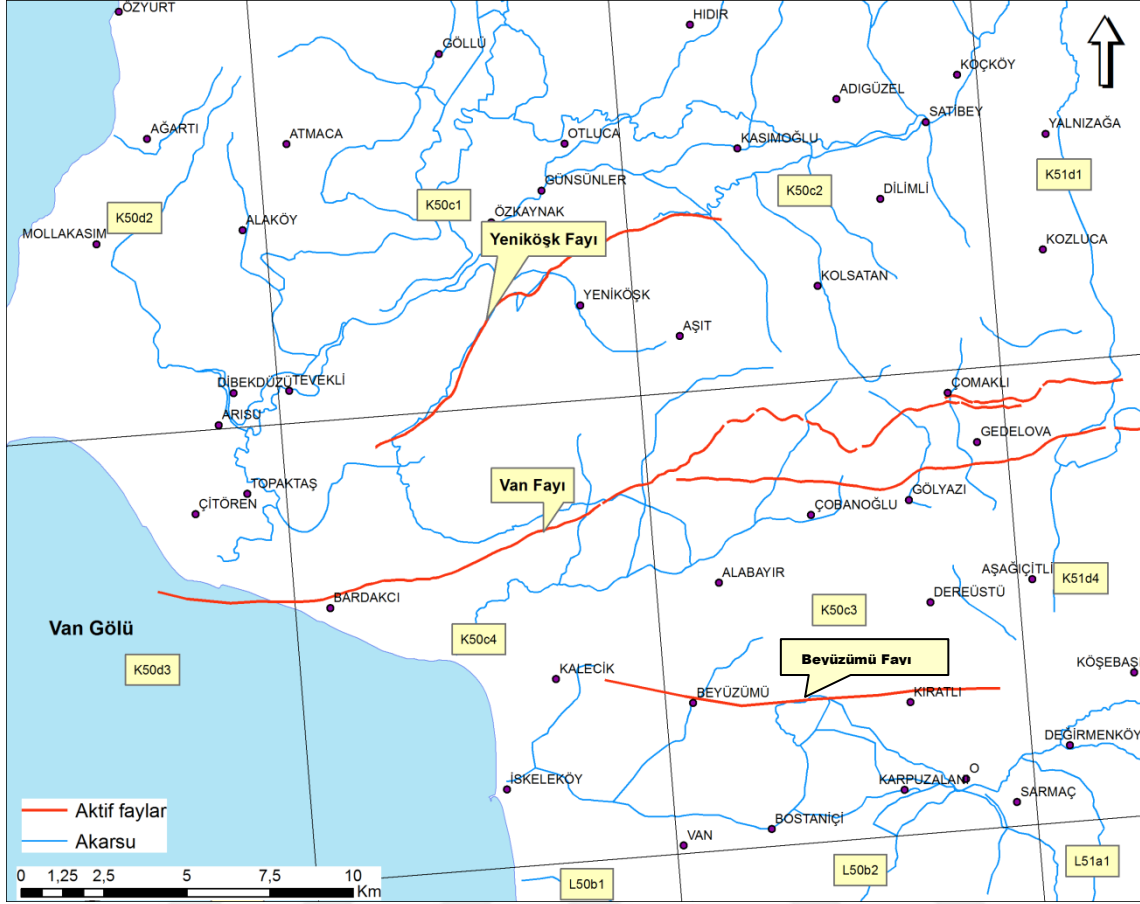 ÖZYURT
HIDIR
GÖLLÜ
KOÇKÖY
ADIGÜZEL
SATİBEY
AĞARTI
ATMACA
OTLUCA
KASIMOĞLU
YALNIZAĞA
K51d1
GÜNSÜNLER
K50c2
DİLİMLİ
K50d2
K50c1
ÖZKAYNAK
ALAKÖY
MOLLAKASIM
Yeniköşk Fayı
KOZLUCA
KOLSATAN
YENİKÖŞK
AŞIT
DİBEKDÜZÜ
TEVEKLİ
ÇOMAKLI
ARISU
GEDELOVA
Van Fayı
TOPAKTAŞ
ÇİTÖREN
GÖLYAZI
ÇOBANOĞLU
ALABAYIR
AŞAĞIÇİTLİ
K51d4
BARDAKCI
K50c3
DEREÜSTÜ
Van Gölü
K50c4
K50d3
Beyüzümü Fayı
KÖŞEBAŞI
KALECİK
BEYÜZÜMÜ
KIRATLI
DEĞİRMENKÖY
O
İSKELEKÖY
KARPUZALANI
SARMAÇ
Aktif faylar
BOSTANİÇİ
Akarsu
VAN
L51a1
L50b2
L50b1
0 1,25 2,5 5 7,5 10
Km